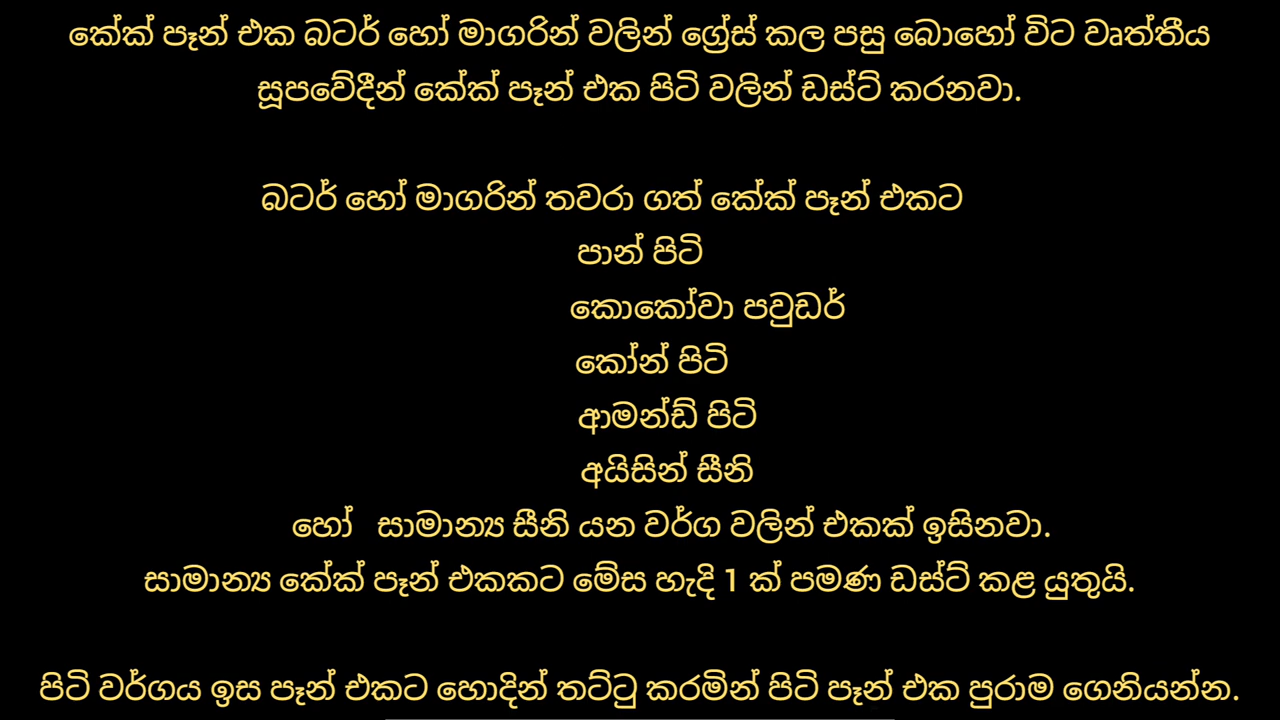 කේක් පෑන් එක බටර් හෝ මාගරින් වලින් ග්‍රේස් කල පසු බොහෝ විට වෘත්තීය
සූපවේදීන් කේක් පෑන් එක පිටි වලින් ඩස්ට් කරනවා.
බටර් හෝ මාගරින් තවරා ගත් කේක් පෑන් එකට
පාන් පිටි
කොකෝවා පවුඩර්
කෝන් පිටි
ආමන්ඩ් පිටි
අයිසින් සීනි
හෝ සාමාන්‍ය සීනි යන වර්ග වලින් එකක් ඉසිනවා.
සාමාන්‍ය කේක් පෑන් එකකට මේස හැදි 1 ක් පමණ ඩස්ට් කළ යුතුයි.
පිටි වර්ගය ඉස පෑන් එකට හොදින් තට්ටු කරමින් පිටි පෑන් එක පුරාම ගෙනියන්න.